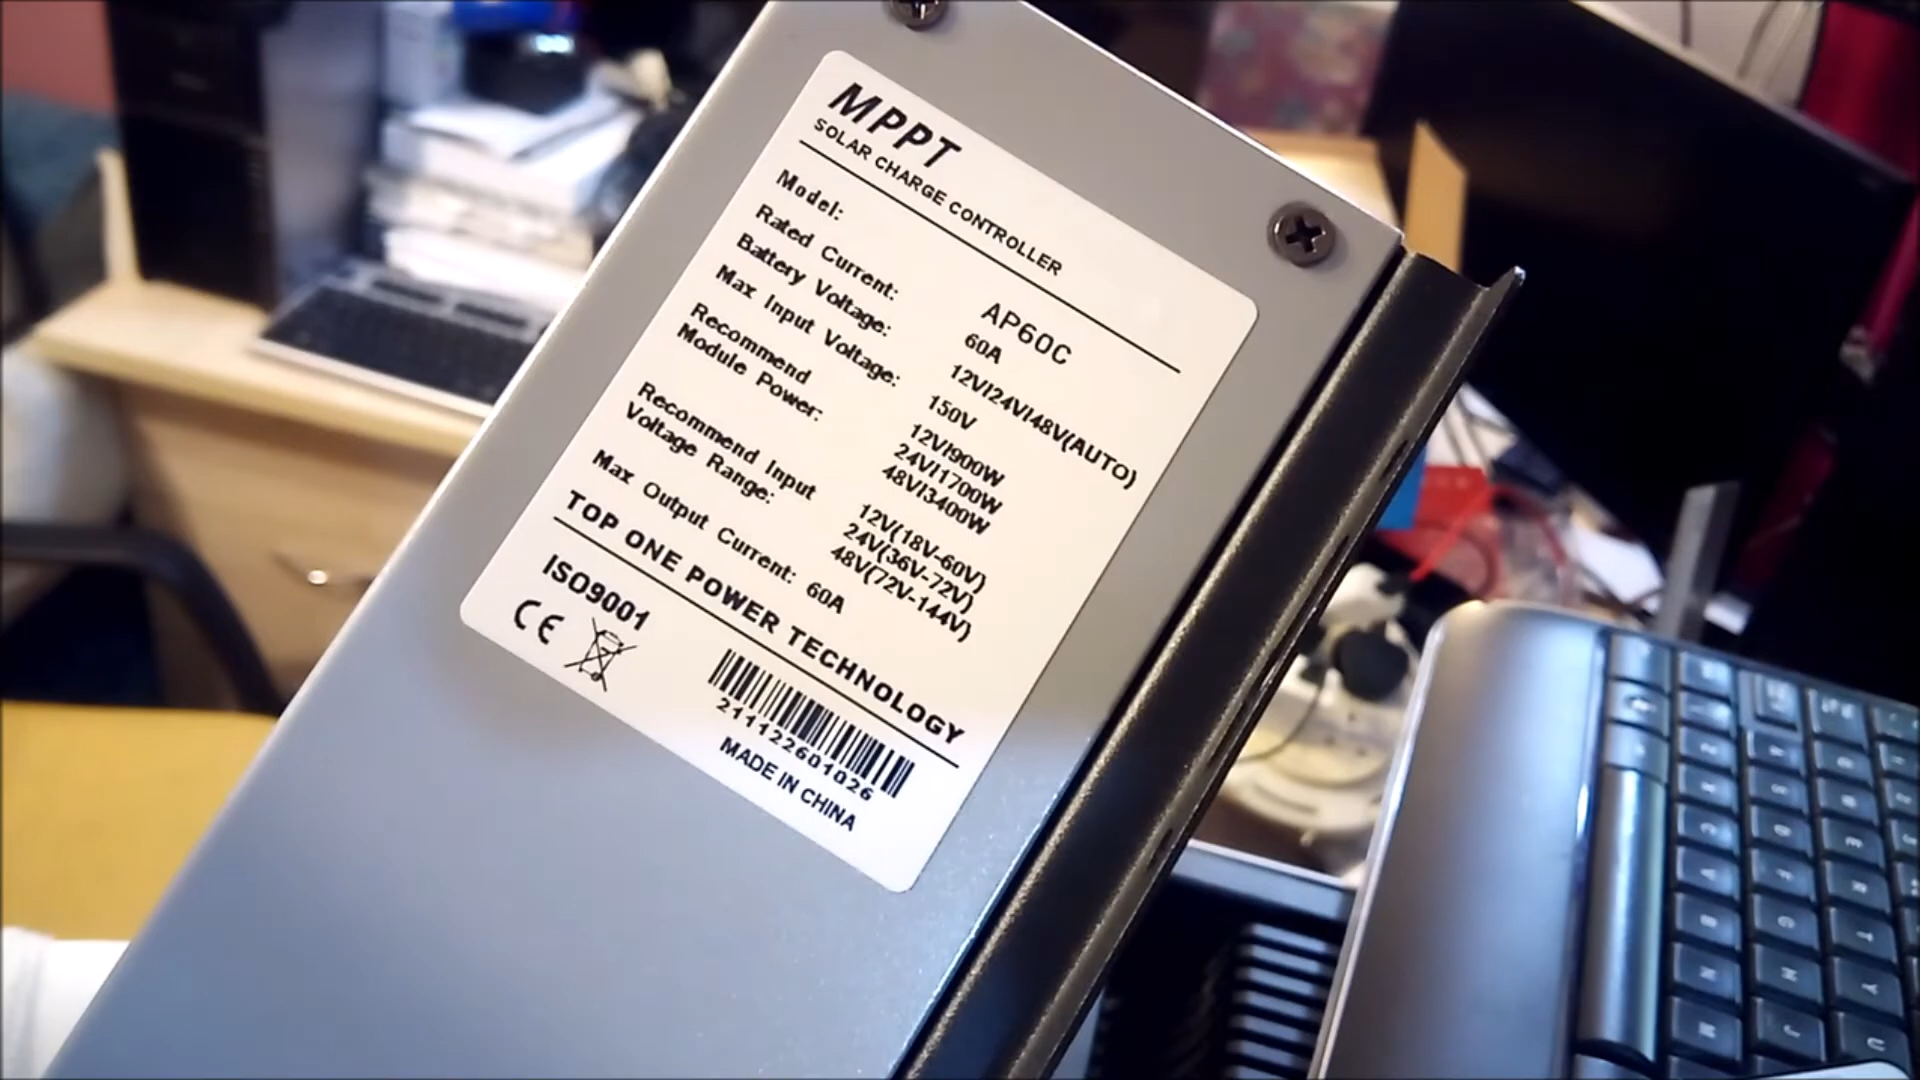 MPPT
SOLAR CHARGE CONTROLLER
Model: AP60C
Rated Current: 60A
Battery Voltage: 12V/24V/48V(AUTO)
Max Input Voltage: 150V
Recommend 12V/900W
Module Power: 24V/1700W
48V/3400W
Recommend Input 12V(18V-60V)
Voltage Range: 24V(36V-72V)
48V(72V-144V)
Max Output Current: 60A
TOP ONE POWER TECHNOLOGY
ISO9001
CE
211122601026
MADE IN CHINA